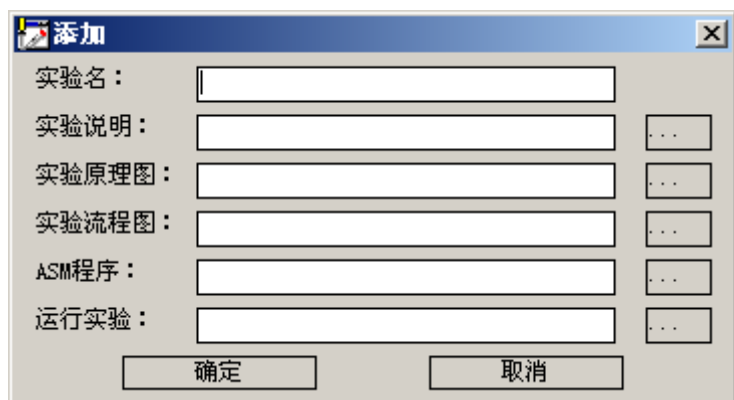 添加
实验名：
实验说明： ...
实验原理图： ...
实验流程图： ...
ASM程序： ...
运行实验： ...
确定 取消